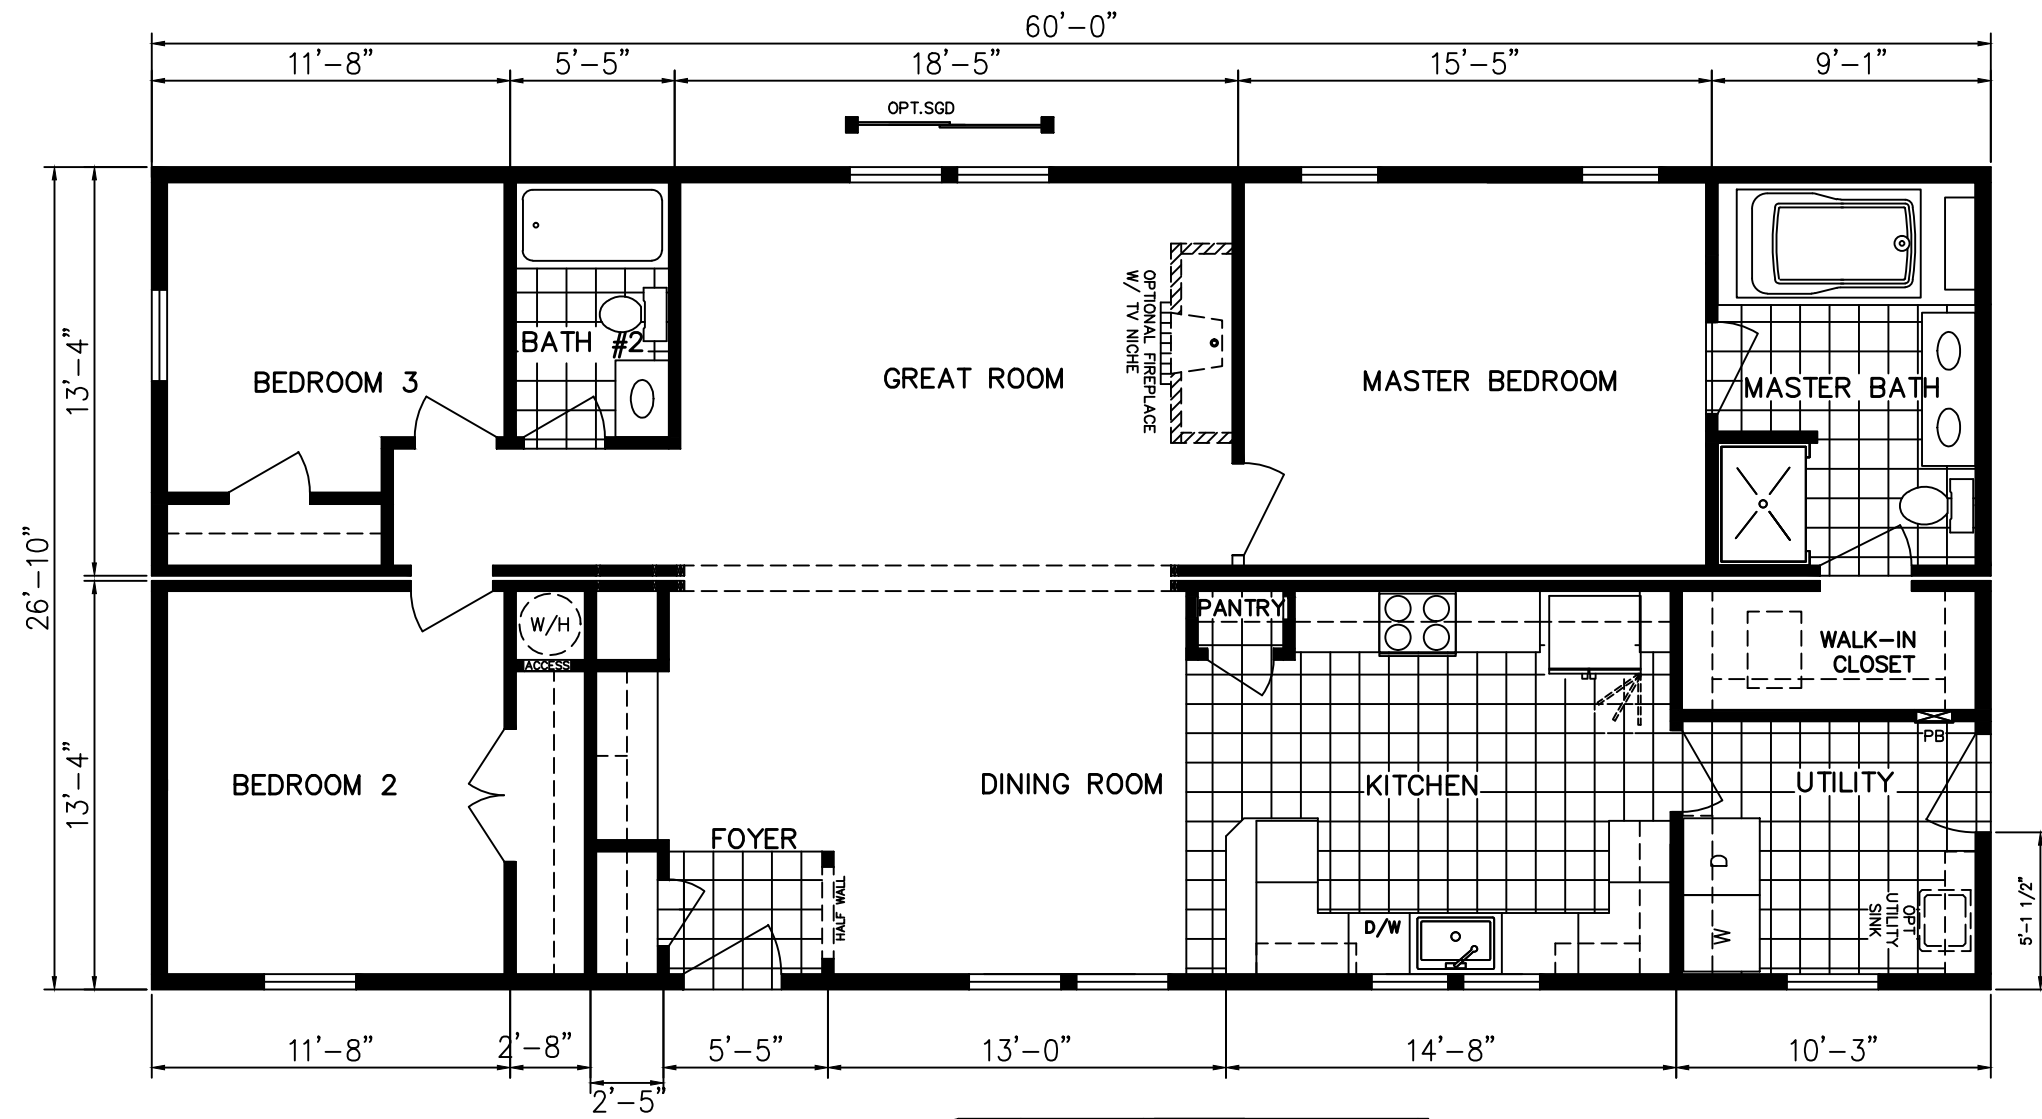 60'-0"
11'-8" 5'-5" 18'-5" 15'-5" 9'-1"
OPT.SGD
26'-10"
13'-4"
13'-4"
BEDROOM 3
BATH #2
GREAT ROOM
OPTIONAL FIREPLACE
W/ TV NICHE
MASTER BEDROOM
MASTER BATH
W/H
ACCESS
PANTRY
WALK-IN
CLOSET
PB
BEDROOM 2
DINING ROOM
KITCHEN
UTILITY
FOYER
HALF WALL
D/W
D
W
OPT
UTILITY
SINK
5'-1 1/2"
11'-8" 2'-8" 5'-5" 13'-0" 14'-8" 10'-3"
2'-5"